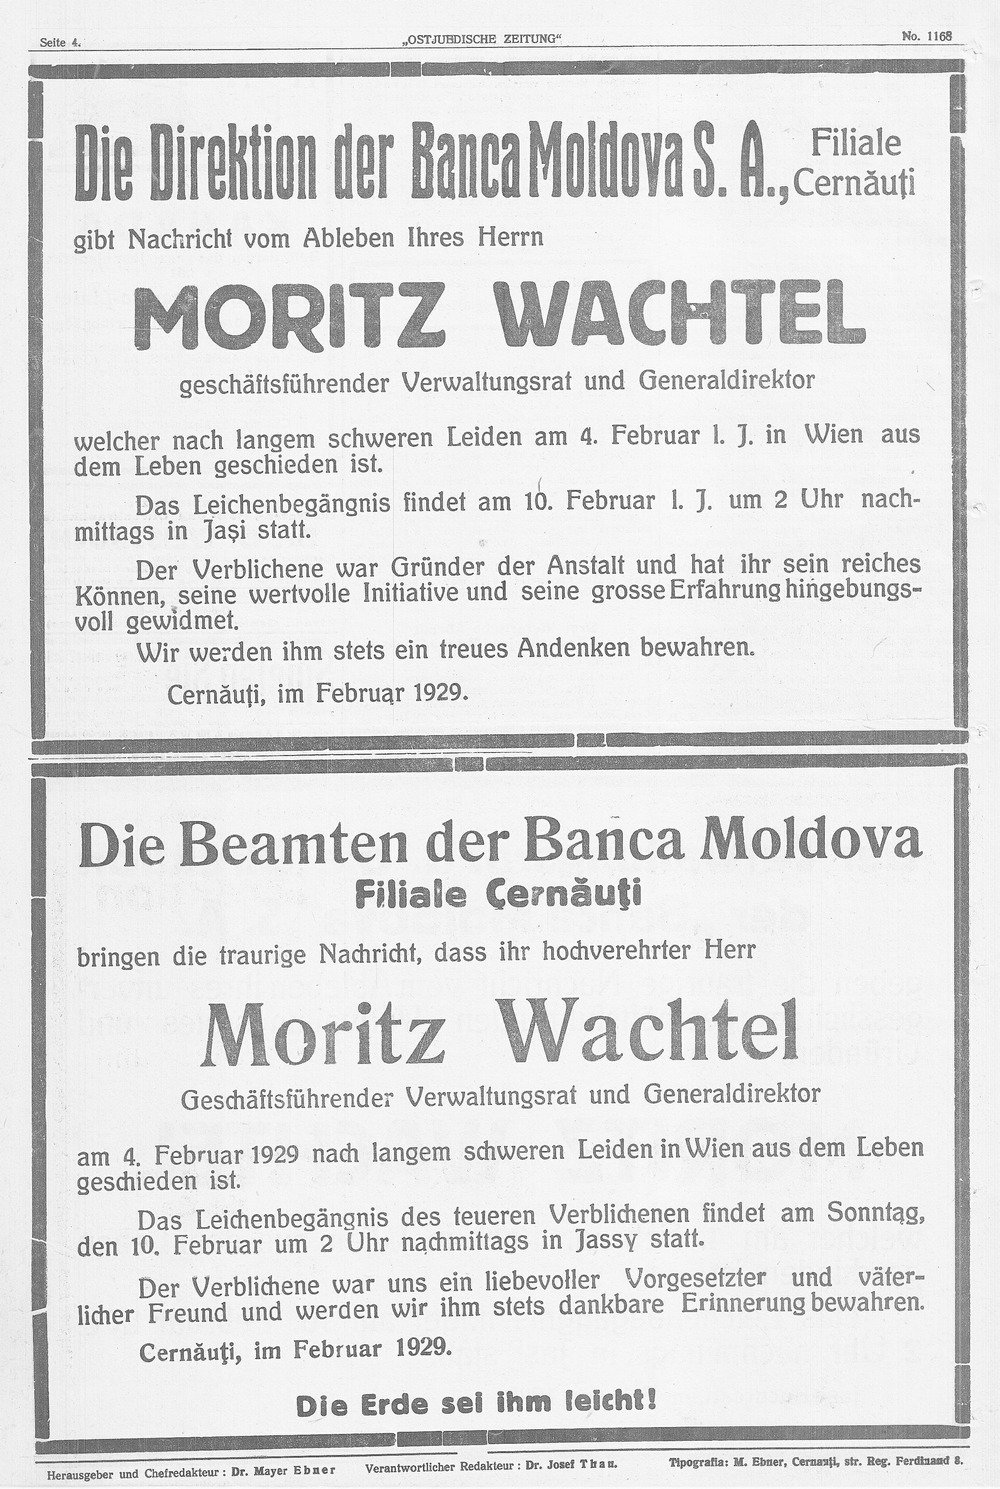 Seite 4.
„OSTJUEDISCHE ZEITUNG“
No. 1168
Die Direktion der Banca Moldova S. A., Filiale Cernăuți
gibt Nachricht vom Ableben Ihres Herrn
MORITZ WACHTEL
geschäftsführender Verwaltungsrat und Generaldirektor
welcher nach langem schweren Leiden am 4. Februar l. J. in Wien aus
dem Leben geschieden ist.
Das Leichenbegängnis findet am 10. Februar l. J. um 2 Uhr nach-
mittags in Jași statt.
Der Verblichene war Gründer der Anstalt und hat ihr sein reiches
Können, seine wertvolle Initiative und seine grosse Erfahrung hingebungs-
voll gewidmet.
Wir werden ihm stets ein treues Andenken bewahren.
Cernăuți, im Februar 1929.
Die Beamten der Banca Moldova
Filiale Cernăuți
bringen die traurige Nachricht, dass ihr hochverehrter Herr
Moritz Wachtel
Geschäftsführender Verwaltungsrat und Generaldirektor
am 4. Februar 1929 nach langem schweren Leiden in Wien aus dem Leben
geschieden ist.
Das Leichenbegängnis des teueren Verblichenen findet am Sonntag,
den 10. Februar um 2 Uhr nachmittags in Jassy statt.
Der Verblichene war uns ein liebevoller Vorgesetzter und väter-
licher Freund und werden wir ihm stets dankbare Erinnerung bewahren.
Cernăuți, im Februar 1929.
Die Erde sei ihm leicht!
Herausgeber und Chefredakteur : Dr. Mayer Ebner
Verantwortlicher Redakteur : Dr. Josef Thau.
Tipografia: M. Ebner, Cernauți, str. Reg. Ferdinand 8.